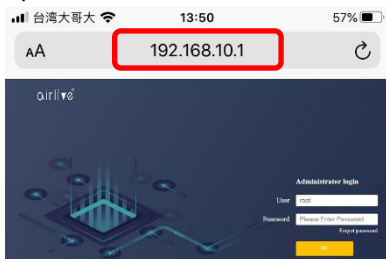 台湾大哥大 13:50 57%
AA 192.168.10.1
airlive
Administrator login
User root
Password Please Enter Password
Forgot password